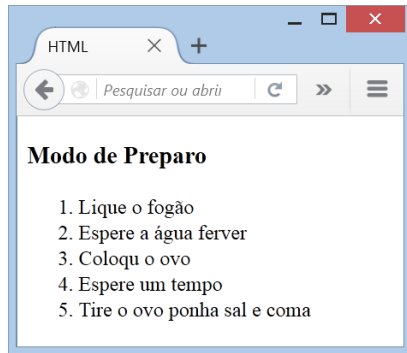 HTML
Pesquisar ou abrir
Modo de Preparo
1. Lique o fogão
2. Espere a água ferver
3. Coloqu o ovo
4. Espere um tempo
5. Tire o ovo ponha sal e coma